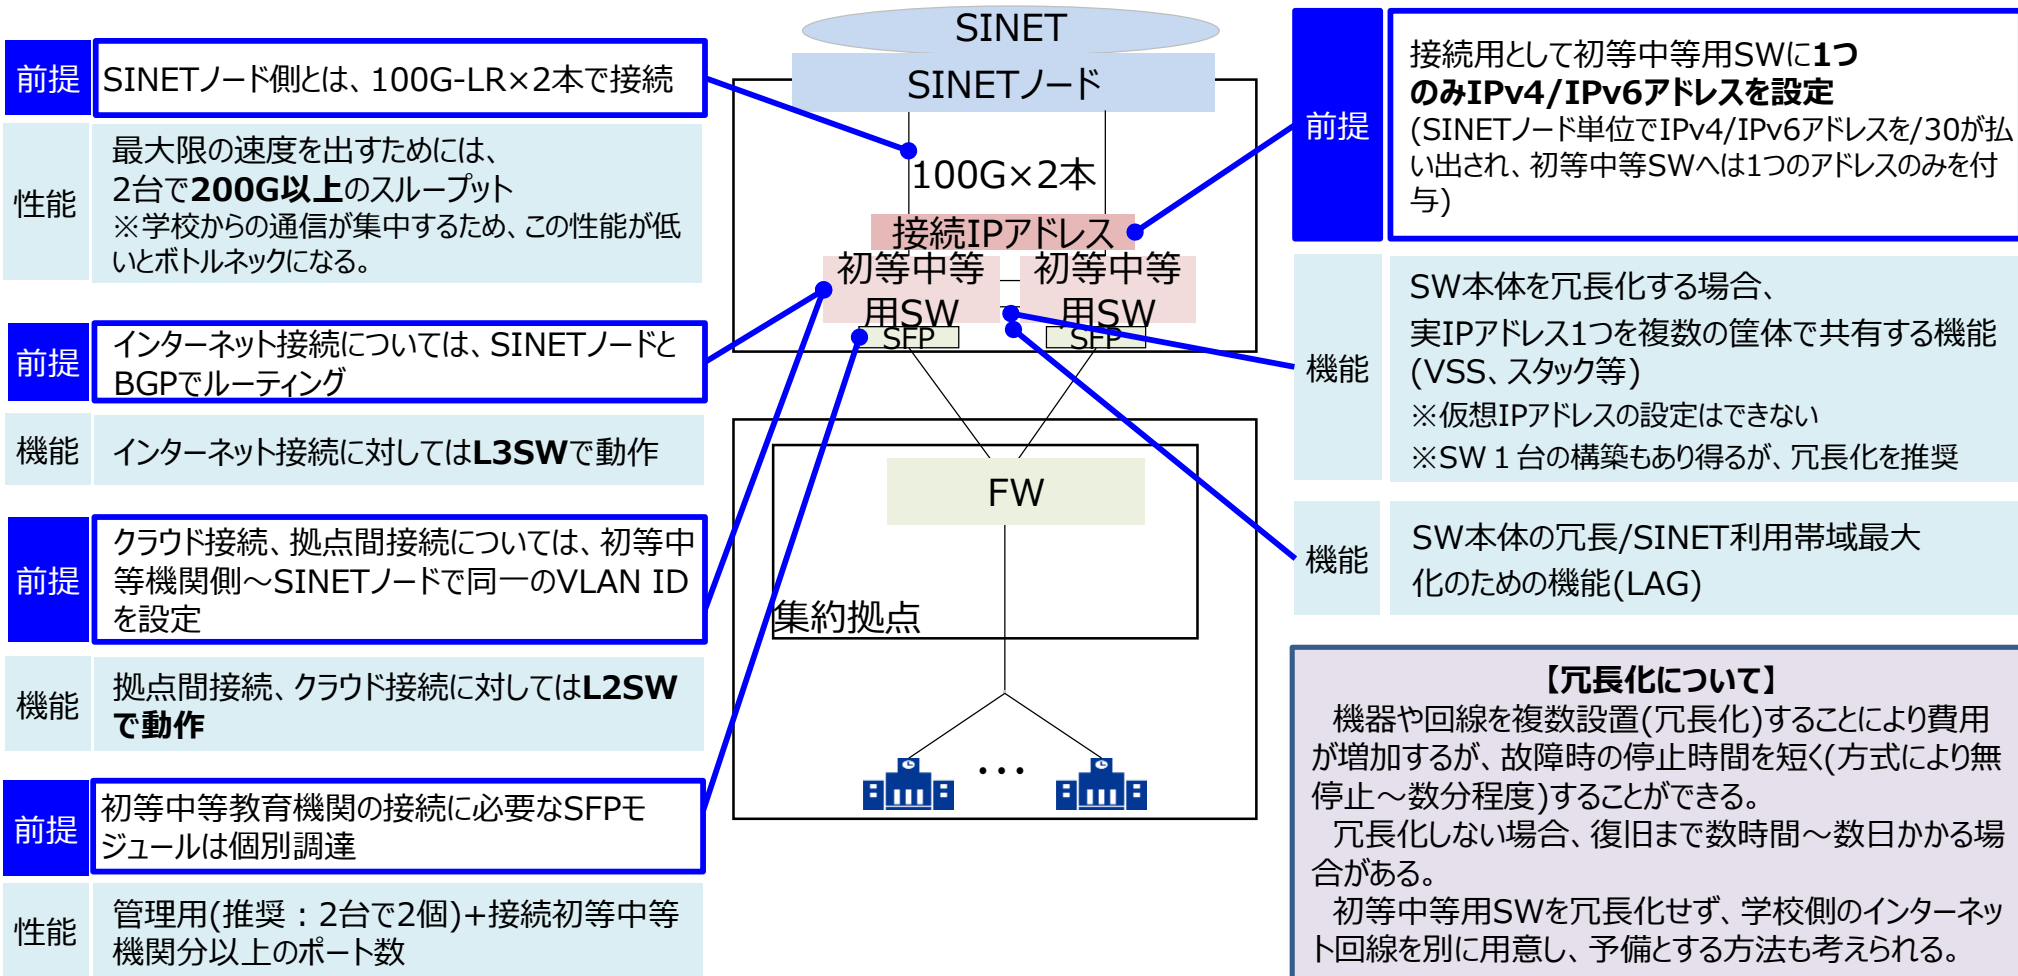 前提
SINETノード側とは、100G-LR×2本で接続
性能
最大限の速度を出すためには、
2台で200G以上のスループット
※学校からの通信が集中するため、この性能が低
いとボトルネックになる。
前提
インターネット接続については、SINETノードと
BGPでルーティング
機能
インターネット接続に対してはL3SWで動作
前提
クラウド接続、拠点間接続については、初等中
等機関側～SINETノードで同一のVLAN ID
を設定
機能
拠点間接続、クラウド接続に対してはL2SW
で動作
前提
初等中等教育機関の接続に必要なSFPモ
ジュールは個別調達
性能
管理用(推奨：2台で2個)+接続初等中等
機関分以上のポート数
SINET
SINETノード
100G×2本
接続IPアドレス
初等中等
用SW
初等中等
用SW
SFP
SFP
FW
集約拠点
…
前提
接続用として初等中等用SWに1つ
のみIPv4/IPv6アドレスを設定
(SINETノード単位でIPv4/IPv6アドレスを/30が払
い出され、初等中等SWへは1つのアドレスのみを付
与)
機能
SW本体を冗長化する場合、
実IPアドレス1つを複数の筐体で共有する機能
(VSS、スタック等)
※仮想IPアドレスの設定はできない
※SW１台の構築もあり得るが、冗長化を推奨
機能
SW本体の冗長/SINET利用帯域最大
化のための機能(LAG)
【冗長化について】
機器や回線を複数設置(冗長化)することにより費用
が増加するが、故障時の停止時間を短く(方式により無
停止～数分程度)することができる。
冗長化しない場合、復旧まで数時間～数日かかる場
合がある。
初等中等用SWを冗長化せず、学校側のインターネッ
ト回線を別に用意し、予備とする方法も考えられる。